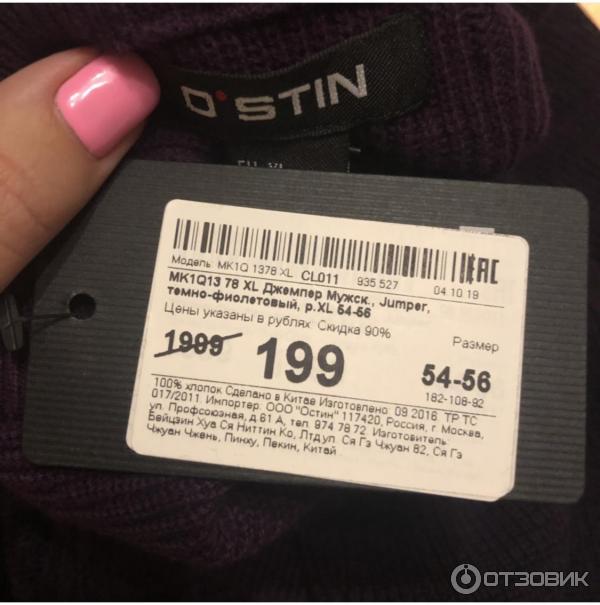 O'STIN
Модель: MK1Q 1378 XL CL011 935 527 04.10.19
EAC
MK1Q13 78 XL Джемпер Мужск., Jumper,
темно-фиолетовый, р.XL 54-56
Цены указаны в рублях. Скидка 90%
Размер
1999 199
54-56
182-108-92
100% хлопок Сделано в Китае Изготовлено: 09.2016. ТР ТС
017/2011. Импортер: ООО "Остин" 117420, Россия, г. Москва,
ул. Профсоюзная, д.61 А, тел. 974 78 72. Изготовитель:
Бейцзин Хуа Ся Ниттин Ко, Лтд ул. Ся Гэ Чжуан 82, Ся Гэ
Чжуан Чжень, Пинху, Пекин, Китай
ОТЗОВИК